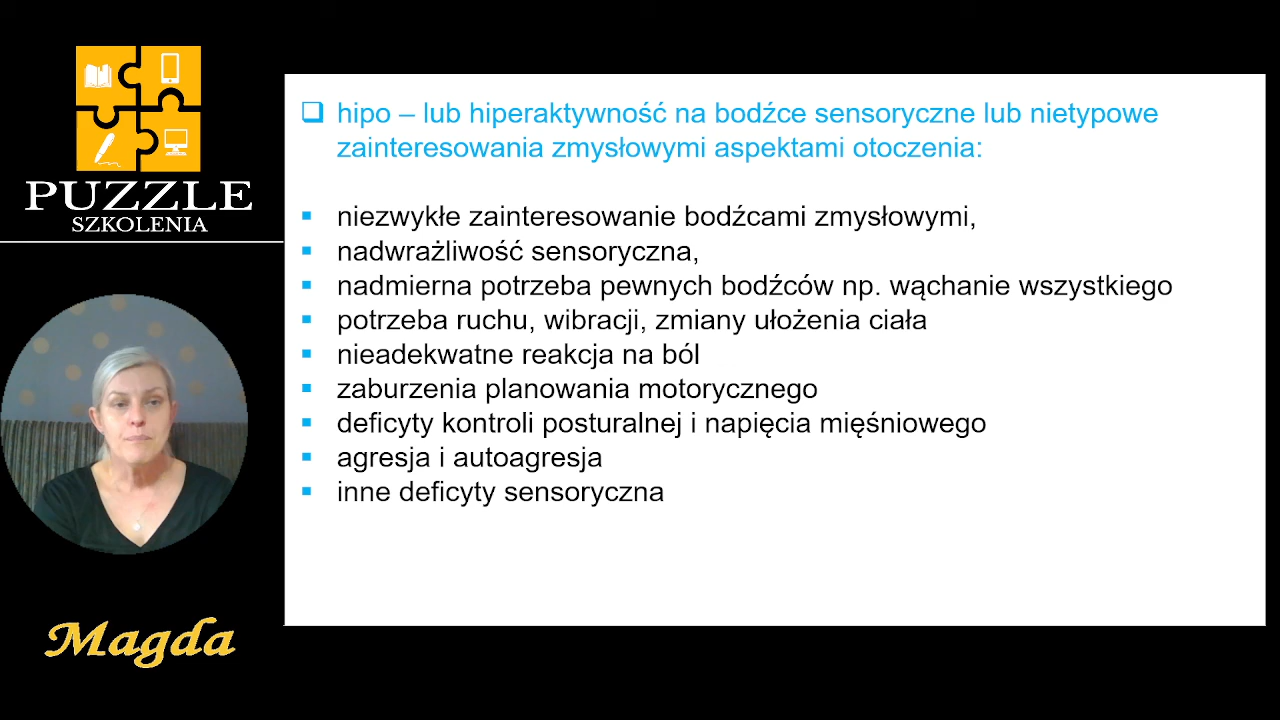 PUZZLE
SZKOLENIA
Magda
hipo – lub hiperaktywność na bodźce sensoryczne lub nietypowe
zainteresowania zmysłowymi aspektami otoczenia:
niezwykłe zainteresowanie bodźcami zmysłowymi,
nadwrażliwość sensoryczna,
nadmierna potrzeba pewnych bodźców np. wąchanie wszystkiego
potrzeba ruchu, wibracji, zmiany ułożenia ciała
nieadekwatne reakcja na ból
zaburzenia planowania motorycznego
deficyty kontroli posturalnej i napięcia mięśniowego
agresja i autoagresja
inne deficyty sensoryczna